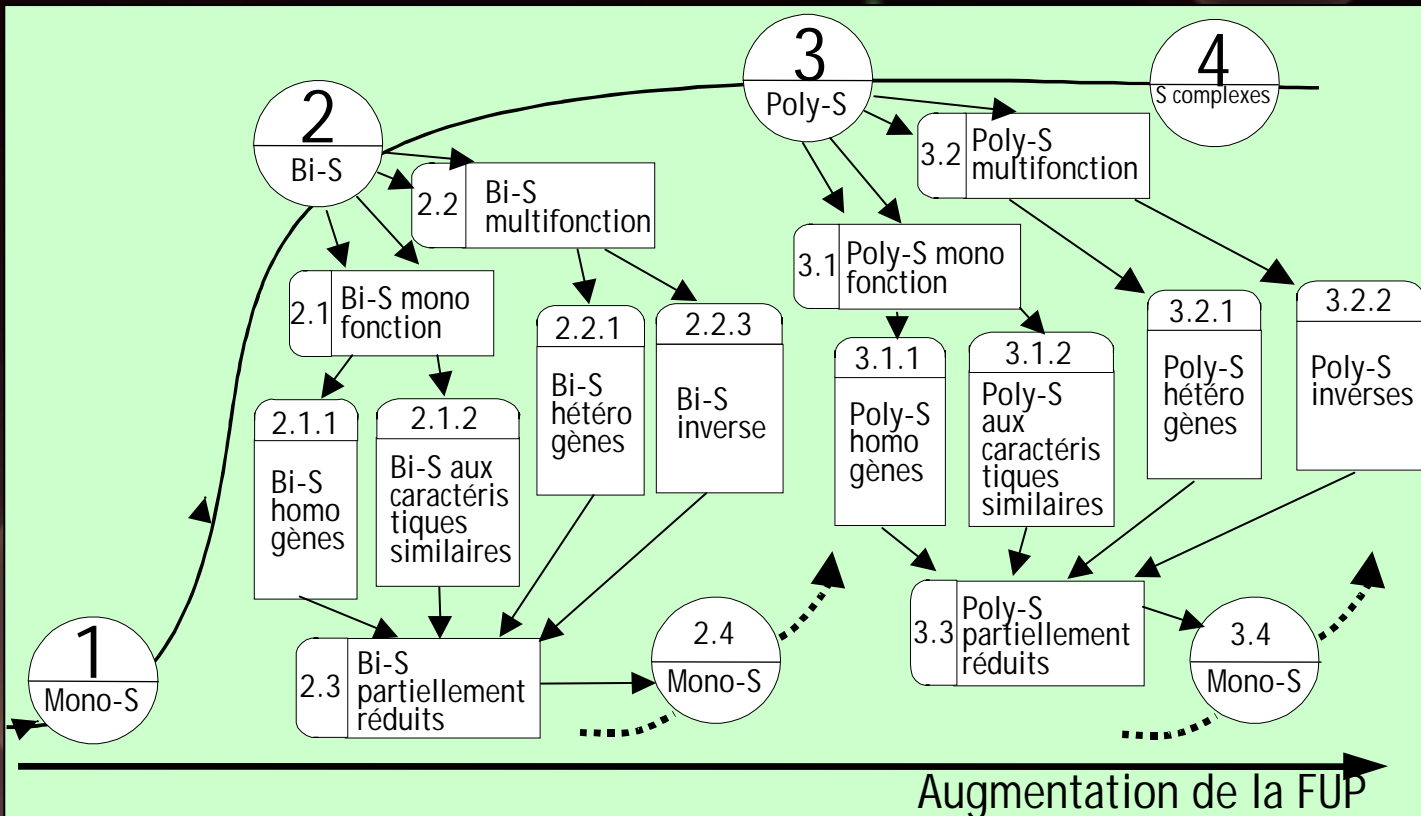 1
Mono-S
2
Bi-S
2.2
Bi-S
multifonction
2.1
Bi-S mono
fonction
2.1.1
Bi-S
homo
gènes
2.1.2
Bi-S aux
caractéris
tiques
similaires
2.2.1
Bi-S
hétéro
gènes
2.2.3
Bi-S
inverse
2.3
Bi-S
partiellement
réduits
2.4
Mono-S
3
Poly-S
3.2
Poly-S
multifonction
3.1
Poly-S mono
fonction
3.1.1
Poly-S
homo
gènes
3.1.2
Poly-S
aux
caractéris
tiques
similaires
3.2.1
Poly-S
hétéro
gènes
3.2.2
Poly-S
inverses
3.3
Poly-S
partiellement
réduits
3.4
Mono-S
4
S complexes
Augmentation de la FUP